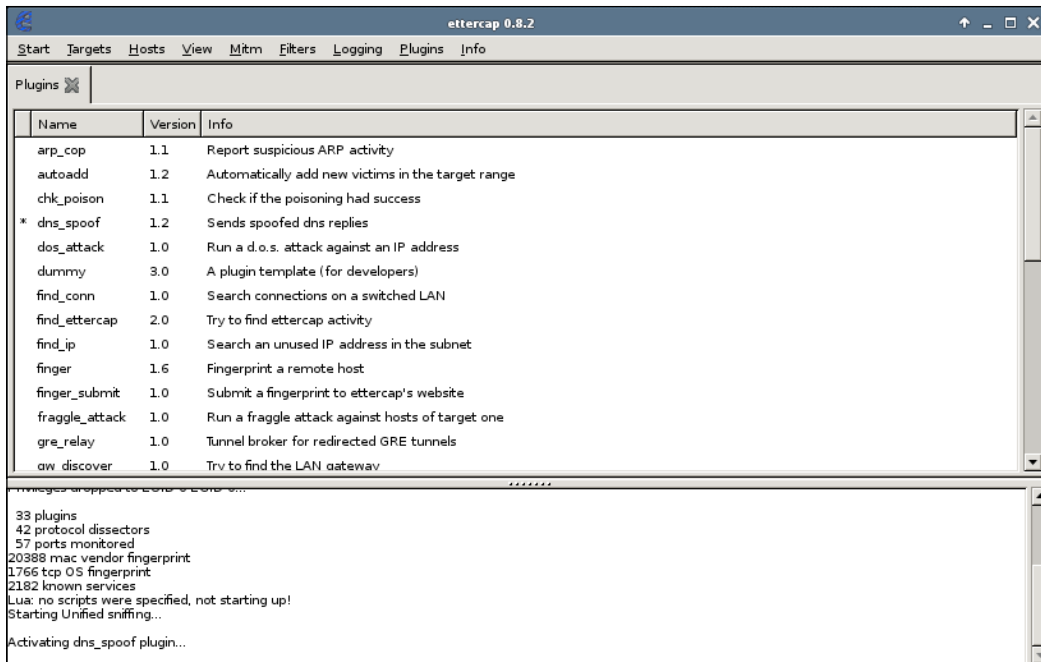 ettercap 0.8.2
Start Targets Hosts View Mitm Filters Logging Plugins Info
Plugins
Name Version Info
arp_cop 1.1 Report suspicious ARP activity
autoadd 1.2 Automatically add new victims in the target range
chk_poison 1.1 Check if the poisoning had success
* dns_spoof 1.2 Sends spoofed dns replies
dos_attack 1.0 Run a d.o.s. attack against an IP address
dummy 3.0 A plugin template (for developers)
find_conn 1.0 Search connections on a switched LAN
find_ettercap 2.0 Try to find ettercap activity
find_ip 1.0 Search an unused IP address in the subnet
finger 1.6 Fingerprint a remote host
finger_submit 1.0 Submit a fingerprint to ettercap's website
fraggle_attack 1.0 Run a fraggle attack against hosts of target one
gre_relay 1.0 Tunnel broker for redirected GRE tunnels
gw_discover 1.0 Try to find the LAN gateway
33 plugins
42 protocol dissectors
57 ports monitored
20388 mac vendor fingerprint
1766 tcp OS fingerprint
2182 known services
Lua: no scripts were specified, not starting up!
Starting Unified sniffing...
Activating dns_spoof plugin...